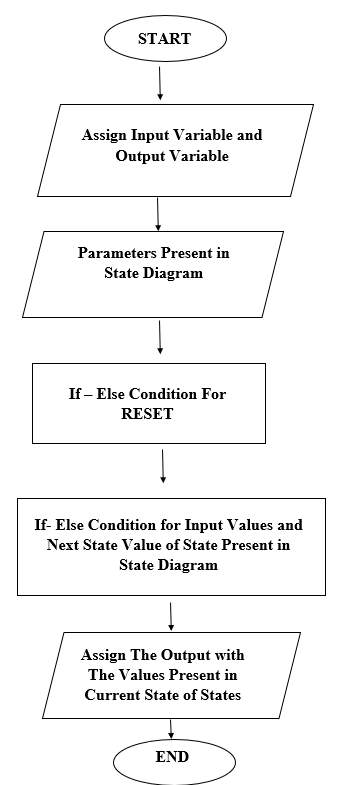 START
Assign Input Variable and
Output Variable
Parameters Present in
State Diagram
If – Else Condition For
RESET
If- Else Condition for Input Values and
Next State Value of State Present in
State Diagram
Assign The Output with
The Values Present in
Current State of States
END